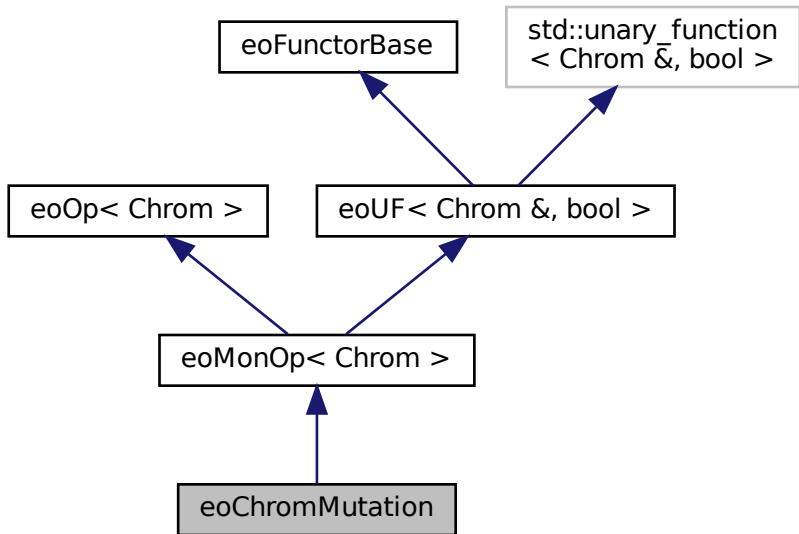 eoFunctorBase
std::unary_function
< Chrom &, bool >
eoOp< Chrom >
eoUF< Chrom &, bool >
eoMonOp< Chrom >
eoChromMutation